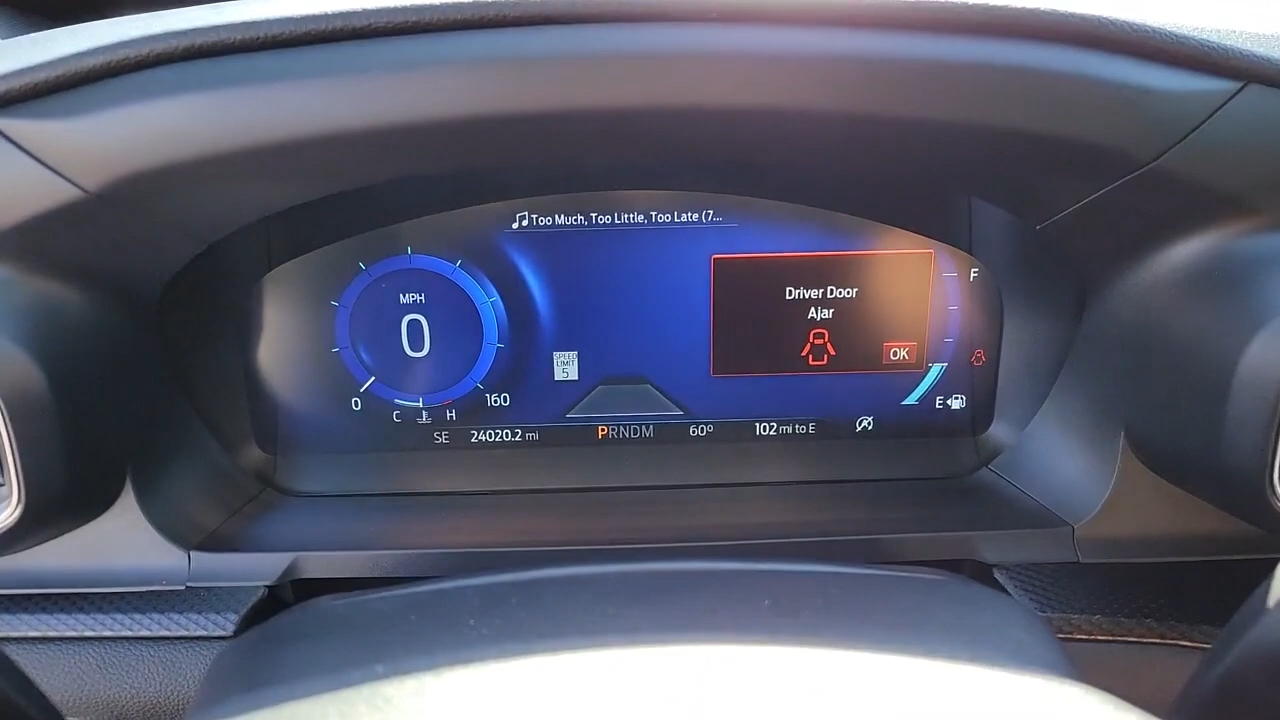 Too Much, Too Little, Too Late (7...
MPH
0
0
160
C
H
SPEED
LIMIT
5
Driver Door
Ajar
OK
F
E
SE 24020.2 mi PRNDM 60º 102 mi to E
A